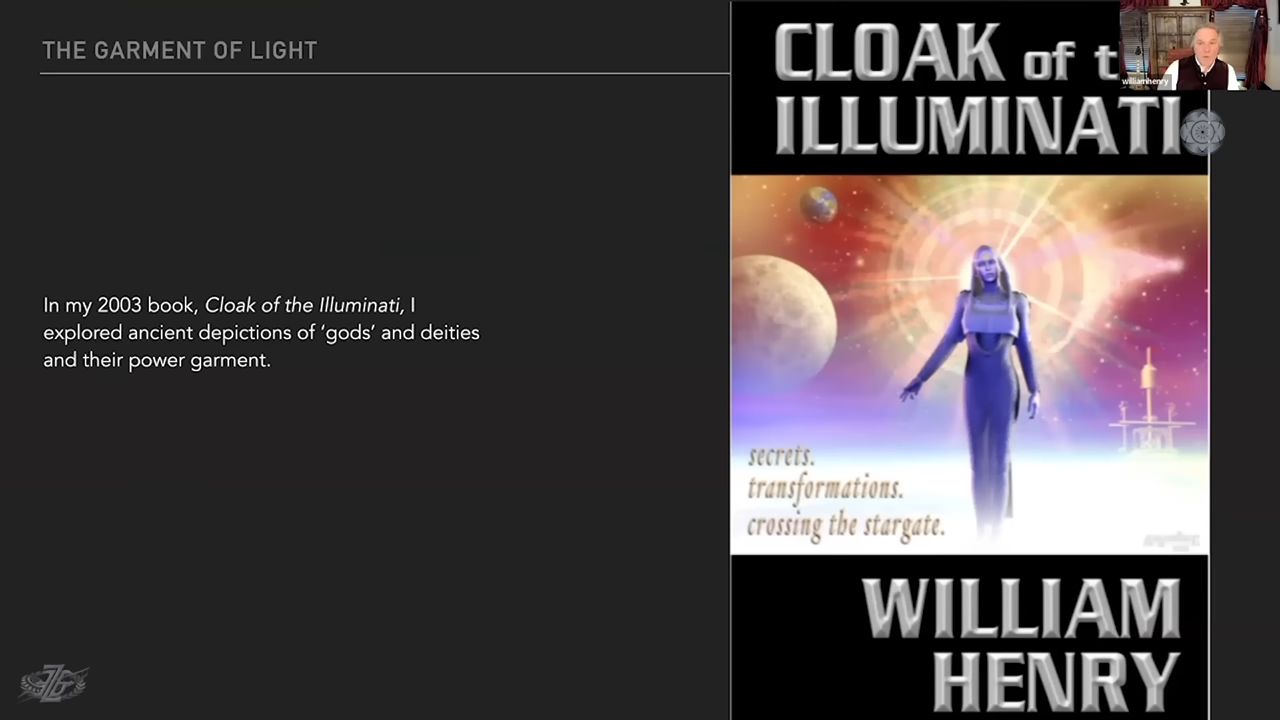 THE GARMENT OF LIGHT
In my 2003 book, Cloak of the Illuminati, I
explored ancient depictions of ‘gods’ and deities
and their power garment.
CLOAK of t
ILLUMINATI
secrets.
transformations.
crossing the stargate.
WILLIAM
HENRY
williamhenry